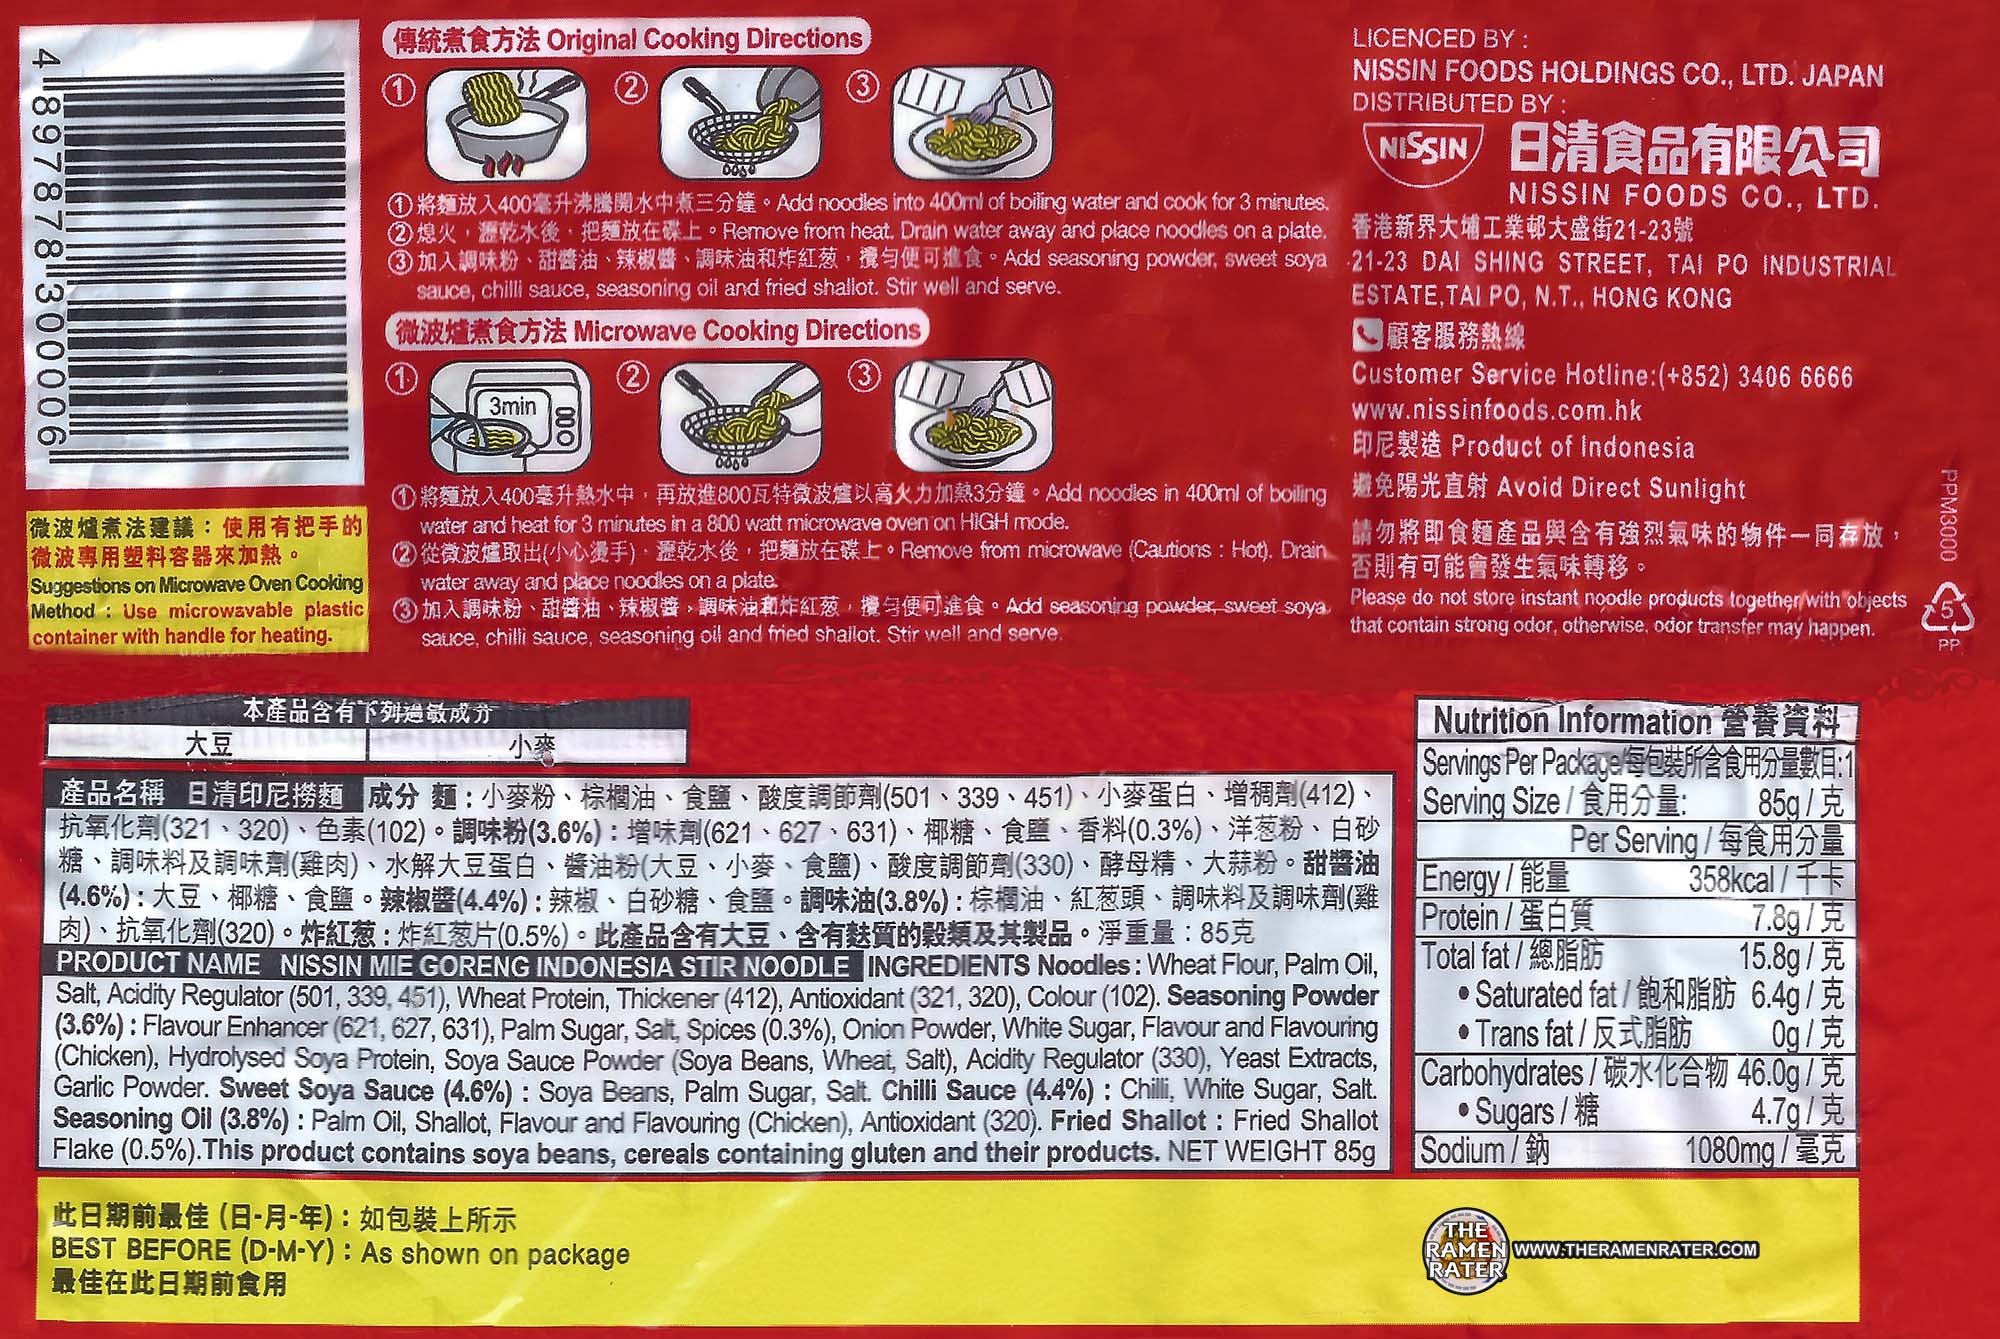 4 897878 300006
微波爐煮法建議：使用有把手的
微波專用塑料容器來加熱。
Suggestions on Microwave Oven Cooking
Method : Use microwavable plastic
container with handle for heating.
傳統煮食方法 Original Cooking Directions
① ② ③
①將麵放入400毫升沸騰開水中煮三分鐘。Add noodles into 400ml of boiling water and cook for 3 minutes.
②熄火，瀝乾水後，把麵放在碟上。Remove from heat. Drain water away and place noodles on a plate.
③加入調味粉、甜醬油、辣椒醬、調味油和炸紅葱，攪勻便可進食。Add seasoning powder, sweet soya
sauce, chilli sauce, seasoning oil and fried shallot. Stir well and serve.
微波爐煮食方法 Microwave Cooking Directions
① ② ③
3min
①將麵放入400毫升熱水中，再放進800瓦特微波爐以高火力加熱3分鐘。Add noodles in 400ml of boiling
water and heat for 3 minutes in a 800 watt microwave oven on HIGH mode.
②從微波爐取出(小心燙手)，瀝乾水後，把麵放在碟上。Remove from microwave (Cautions : Hot). Drain
water away and place noodles on a plate.
③加入調味粉、甜醬油、辣椒醬，調味油和炸紅葱，攪勻便可進食。Add seasoning powder, sweet soya
sauce, chilli sauce, seasoning oil and fried shallot. Stir well and serve.
LICENCED BY :
NISSIN FOODS HOLDINGS CO., LTD. JAPAN
DISTRIBUTED BY :
NISSIN 日清食品有限公司
NISSIN FOODS CO., LTD.
香港新界大埔工業邨大盛街21-23號
21-23 DAI SHING STREET, TAI PO INDUSTRIAL
ESTATE,TAI PO, N.T., HONG KONG
顧客服務熱線
Customer Service Hotline:(+852) 3406 6666
www.nissinfoods.com.hk
印尼製造 Product of Indonesia
避免陽光直射 Avoid Direct Sunlight
請勿將即食麵產品與含有強烈氣味的物件一同存放，
否則有可能會發生氣味轉移。
Please do not store instant noodle products together with objects
that contain strong odor, otherwise, odor transfer may happen.
PPM3000
5
PP
本產品含有下列過敏成分
大豆 小麥
產品名稱 日清印尼撈麵 成分 麵：小麥粉、棕櫚油、食鹽、酸度調節劑(501、339、451)、小麥蛋白、增稠劑(412)、
抗氧化劑(321、320)、色素(102)。調味粉(3.6%)：增味劑(621、627、631)、椰糖、食鹽、香料(0.3%)、洋葱粉、白砂
糖、調味料及調味劑(雞肉)、水解大豆蛋白、醬油粉(大豆、小麥、食鹽)、酸度調節劑(330)、酵母精、大蒜粉。甜醬油
(4.6%)：大豆、椰糖、食鹽。辣椒醬(4.4%)：辣椒、白砂糖、食鹽。調味油(3.8%)：棕櫚油、紅葱頭、調味料及調味劑(雞
肉)、抗氧化劑(320)。炸紅葱：炸紅葱片(0.5%)。此產品含有大豆、含有麩質的穀類及其製品。淨重量：85克
PRODUCT NAME NISSIN MIE GORENG INDONESIA STIR NOODLE INGREDIENTS Noodles : Wheat Flour, Palm Oil,
Salt, Acidity Regulator (501, 339, 451), Wheat Protein, Thickener (412), Antioxidant (321, 320), Colour (102). Seasoning Powder
(3.6%) : Flavour Enhancer (621, 627, 631), Palm Sugar, Salt, Spices (0.3%), Onion Powder, White Sugar, Flavour and Flavouring
(Chicken), Hydrolysed Soya Protein, Soya Sauce Powder (Soya Beans, Wheat, Salt), Acidity Regulator (330), Yeast Extracts,
Garlic Powder. Sweet Soya Sauce (4.6%) : Soya Beans, Palm Sugar, Salt. Chilli Sauce (4.4%) : Chilli, White Sugar, Salt.
Seasoning Oil (3.8%) : Palm Oil, Shallot, Flavour and Flavouring (Chicken), Antioxidant (320). Fried Shallot : Fried Shallot
Flake (0.5%).This product contains soya beans, cereals containing gluten and their products. NET WEIGHT 85g
Nutrition Information 營養資料
Servings Per Package/每包裝所含食用分量數目:1
Serving Size / 食用分量: 85g / 克
Per Serving / 每食用分量
Energy / 能量 358kcal / 千卡
Protein / 蛋白質 7.8g / 克
Total fat / 總脂肪 15.8g / 克
• Saturated fat / 飽和脂肪 6.4g / 克
• Trans fat / 反式脂肪 0g / 克
Carbohydrates / 碳水化合物 46.0g / 克
• Sugars / 糖 4.7g / 克
Sodium / 鈉 1080mg / 毫克
此日期前最佳 (日-月-年)：如包裝上所示
BEST BEFORE (D-M-Y) : As shown on package
最佳在此日期前食用
THE
RAMEN
RATER
WWW.THERAMENRATER.COM